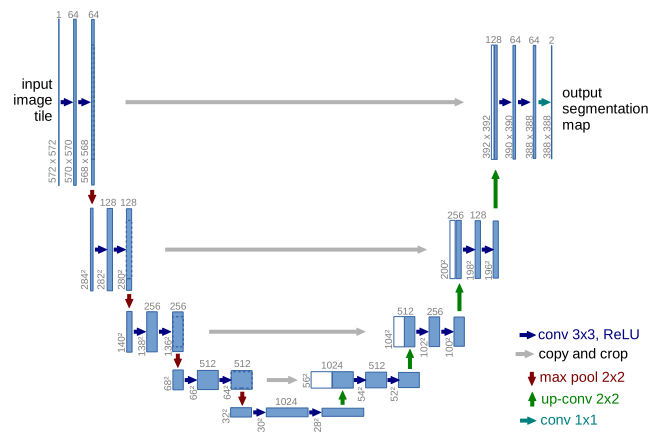 1 64 64
128 64 64 2
input
image
tile
output
segmentation
map
572 x 572
570 x 570
568 x 568
392 x 392
390 x 390
388 x 388
388 x 388
128 128
256 128
284²
282²
280²
200²
198²
196²
256 256
512 256
140²
138²
136²
104²
102²
100²
512 512
1024 512
68²
66²
64²
56²
54²
52²
1024
32²
30²
28²
conv 3x3, ReLU
copy and crop
max pool 2x2
up-conv 2x2
conv 1x1